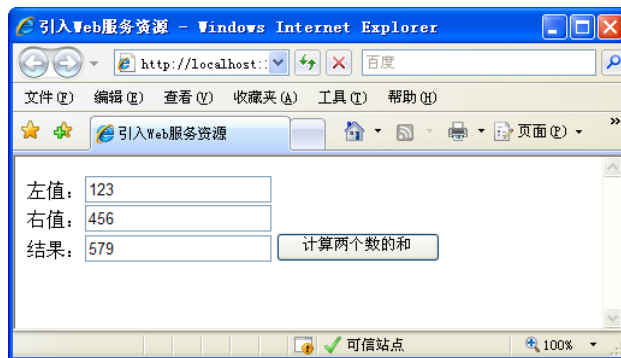 引入Web服务资源 - Windows Internet Explorer
http://localhost::
百度
文件(F) 编辑(E) 查看(V) 收藏夹(A) 工具(T) 帮助(H)
引入Web服务资源
页面(P)
»
左值：123
右值：456
结果：579 计算两个数的和
可信站点 100%